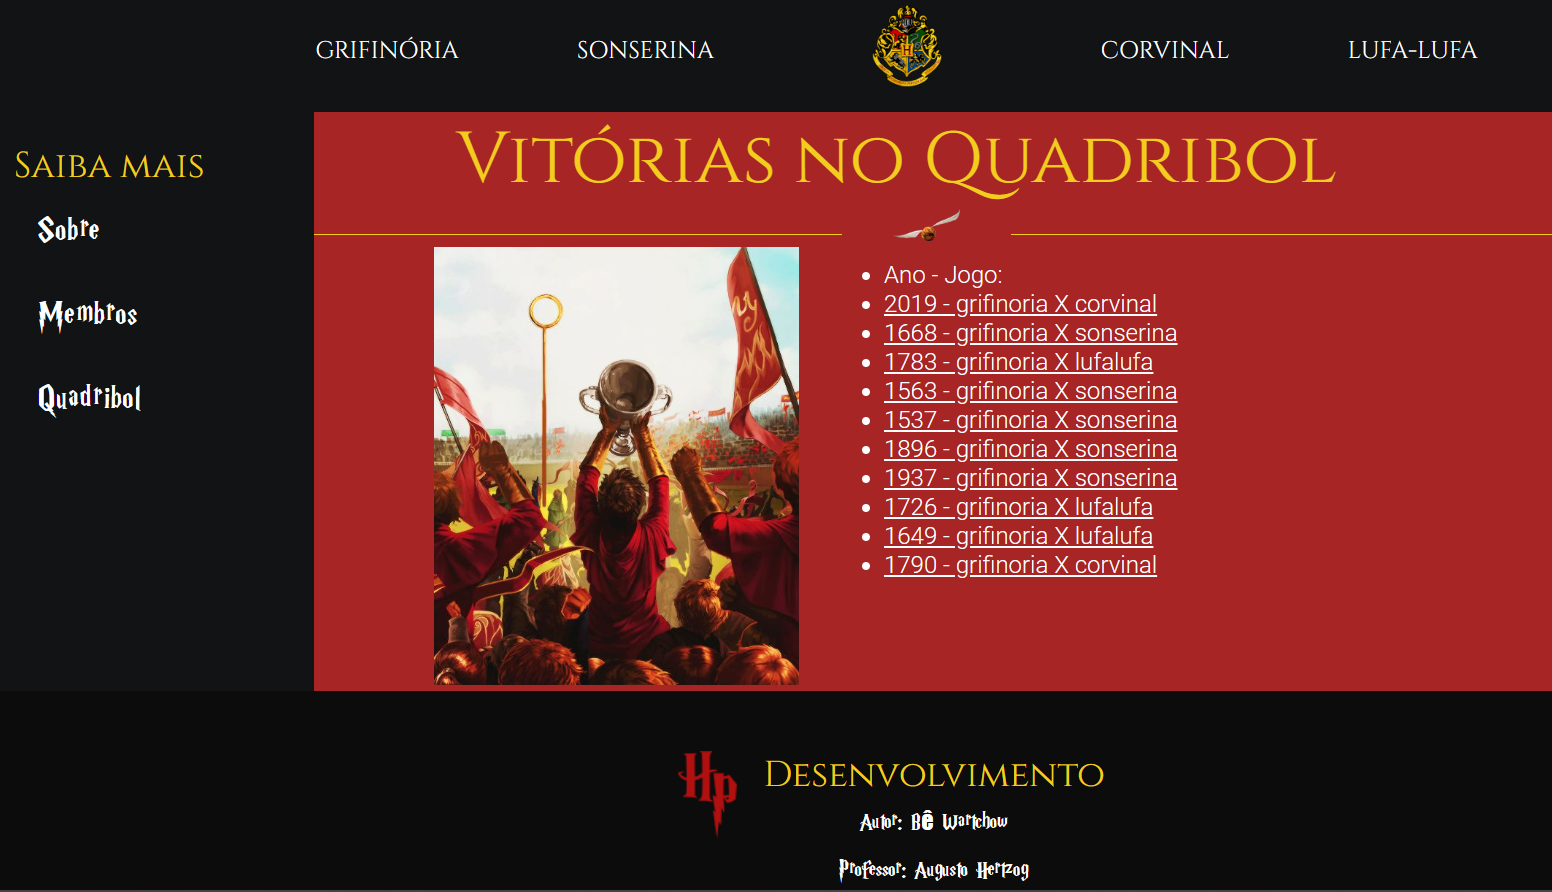 GRIFINÓRIA SONSERINA CORVINAL LUFA-LUFA
Saiba mais
Sobre
Membros
Quadribol
Vitórias no Quadribol
Ano - Jogo:
2019 - grifinoria X corvinal
1668 - grifinoria X sonserina
1783 - grifinoria X lufalufa
1563 - grifinoria X sonserina
1537 - grifinoria X sonserina
1896 - grifinoria X sonserina
1937 - grifinoria X sonserina
1726 - grifinoria X lufalufa
1649 - grifinoria X lufalufa
1790 - grifinoria X corvinal
Hp
Desenvolvimento
Autor: Bê Wartchow
Professor: Augusto Hertzog